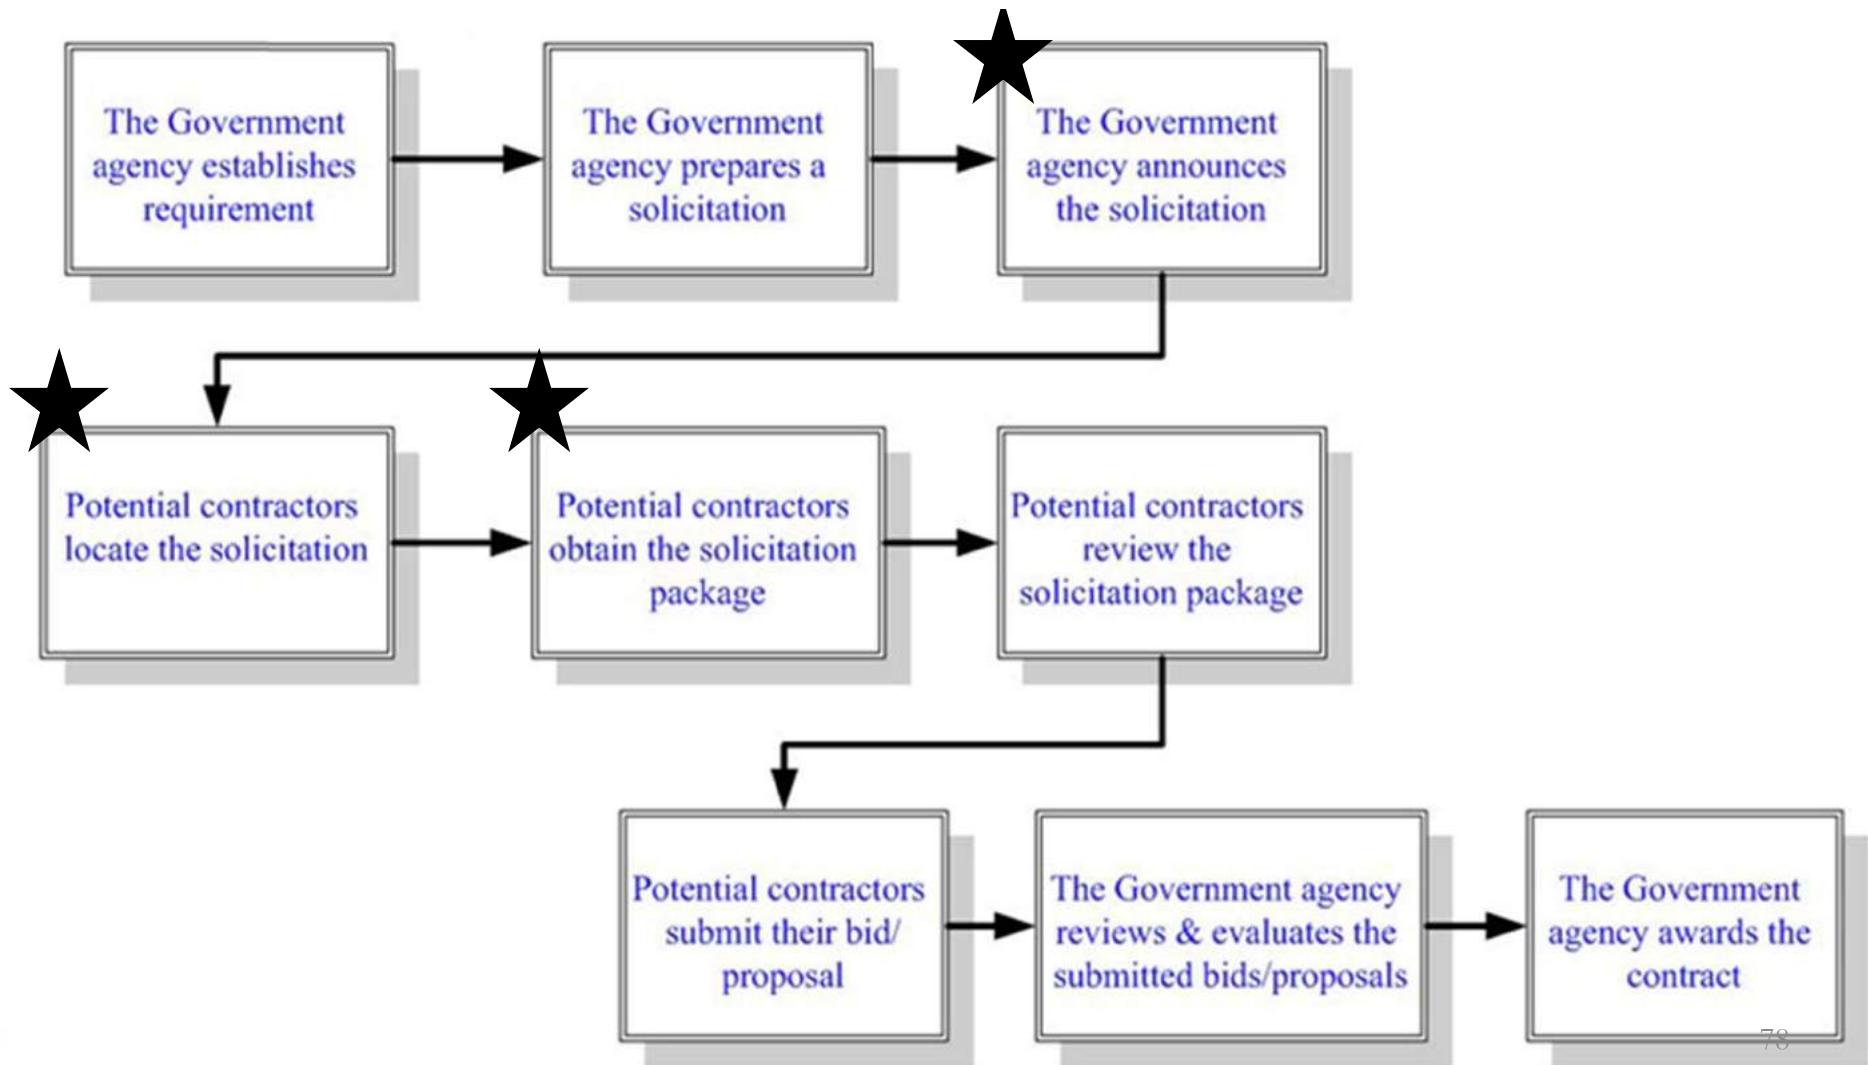 The Government
agency establishes
requirement
The Government
agency prepares a
solicitation
The Government
agency announces
the solicitation
Potential contractors
locate the solicitation
Potential contractors
obtain the solicitation
package
Potential contractors
review the
solicitation package
Potential contractors
submit their bid/
proposal
The Government agency
reviews & evaluates the
submitted bids/proposals
The Government
agency awards the
contract
78